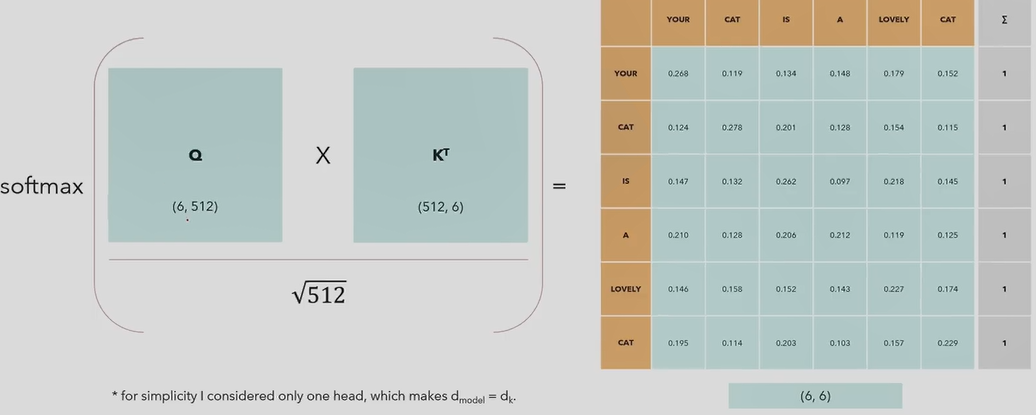 softmax
Q
(6, 512)
X
Kᵀ
(512, 6)
√512
=
YOUR CAT IS A LOVELY CAT Σ
YOUR 0.268 0.119 0.134 0.148 0.179 0.152 1
CAT 0.124 0.278 0.201 0.128 0.154 0.115 1
IS 0.147 0.132 0.262 0.097 0.218 0.145 1
A 0.210 0.128 0.206 0.212 0.119 0.125 1
LOVELY 0.146 0.158 0.152 0.143 0.227 0.174 1
CAT 0.195 0.114 0.203 0.103 0.157 0.229 1
* for simplicity I considered only one head, which makes d_model = d_k.
(6, 6)